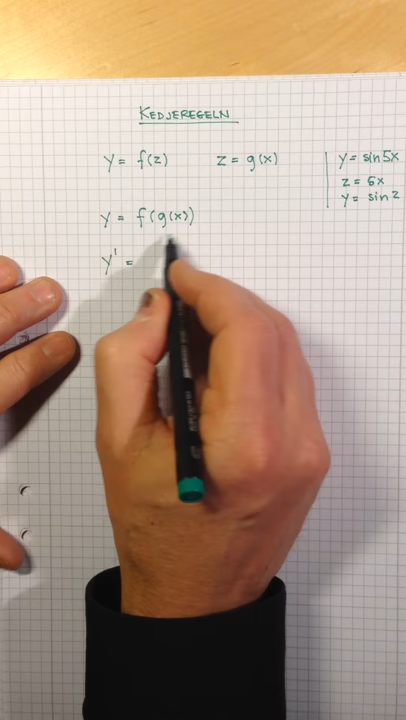 KEDJEREGELN
y = f(z) z = g(x)
y = sin 5x
z = 5x
y = sin z
y = f(g(x))
y' =